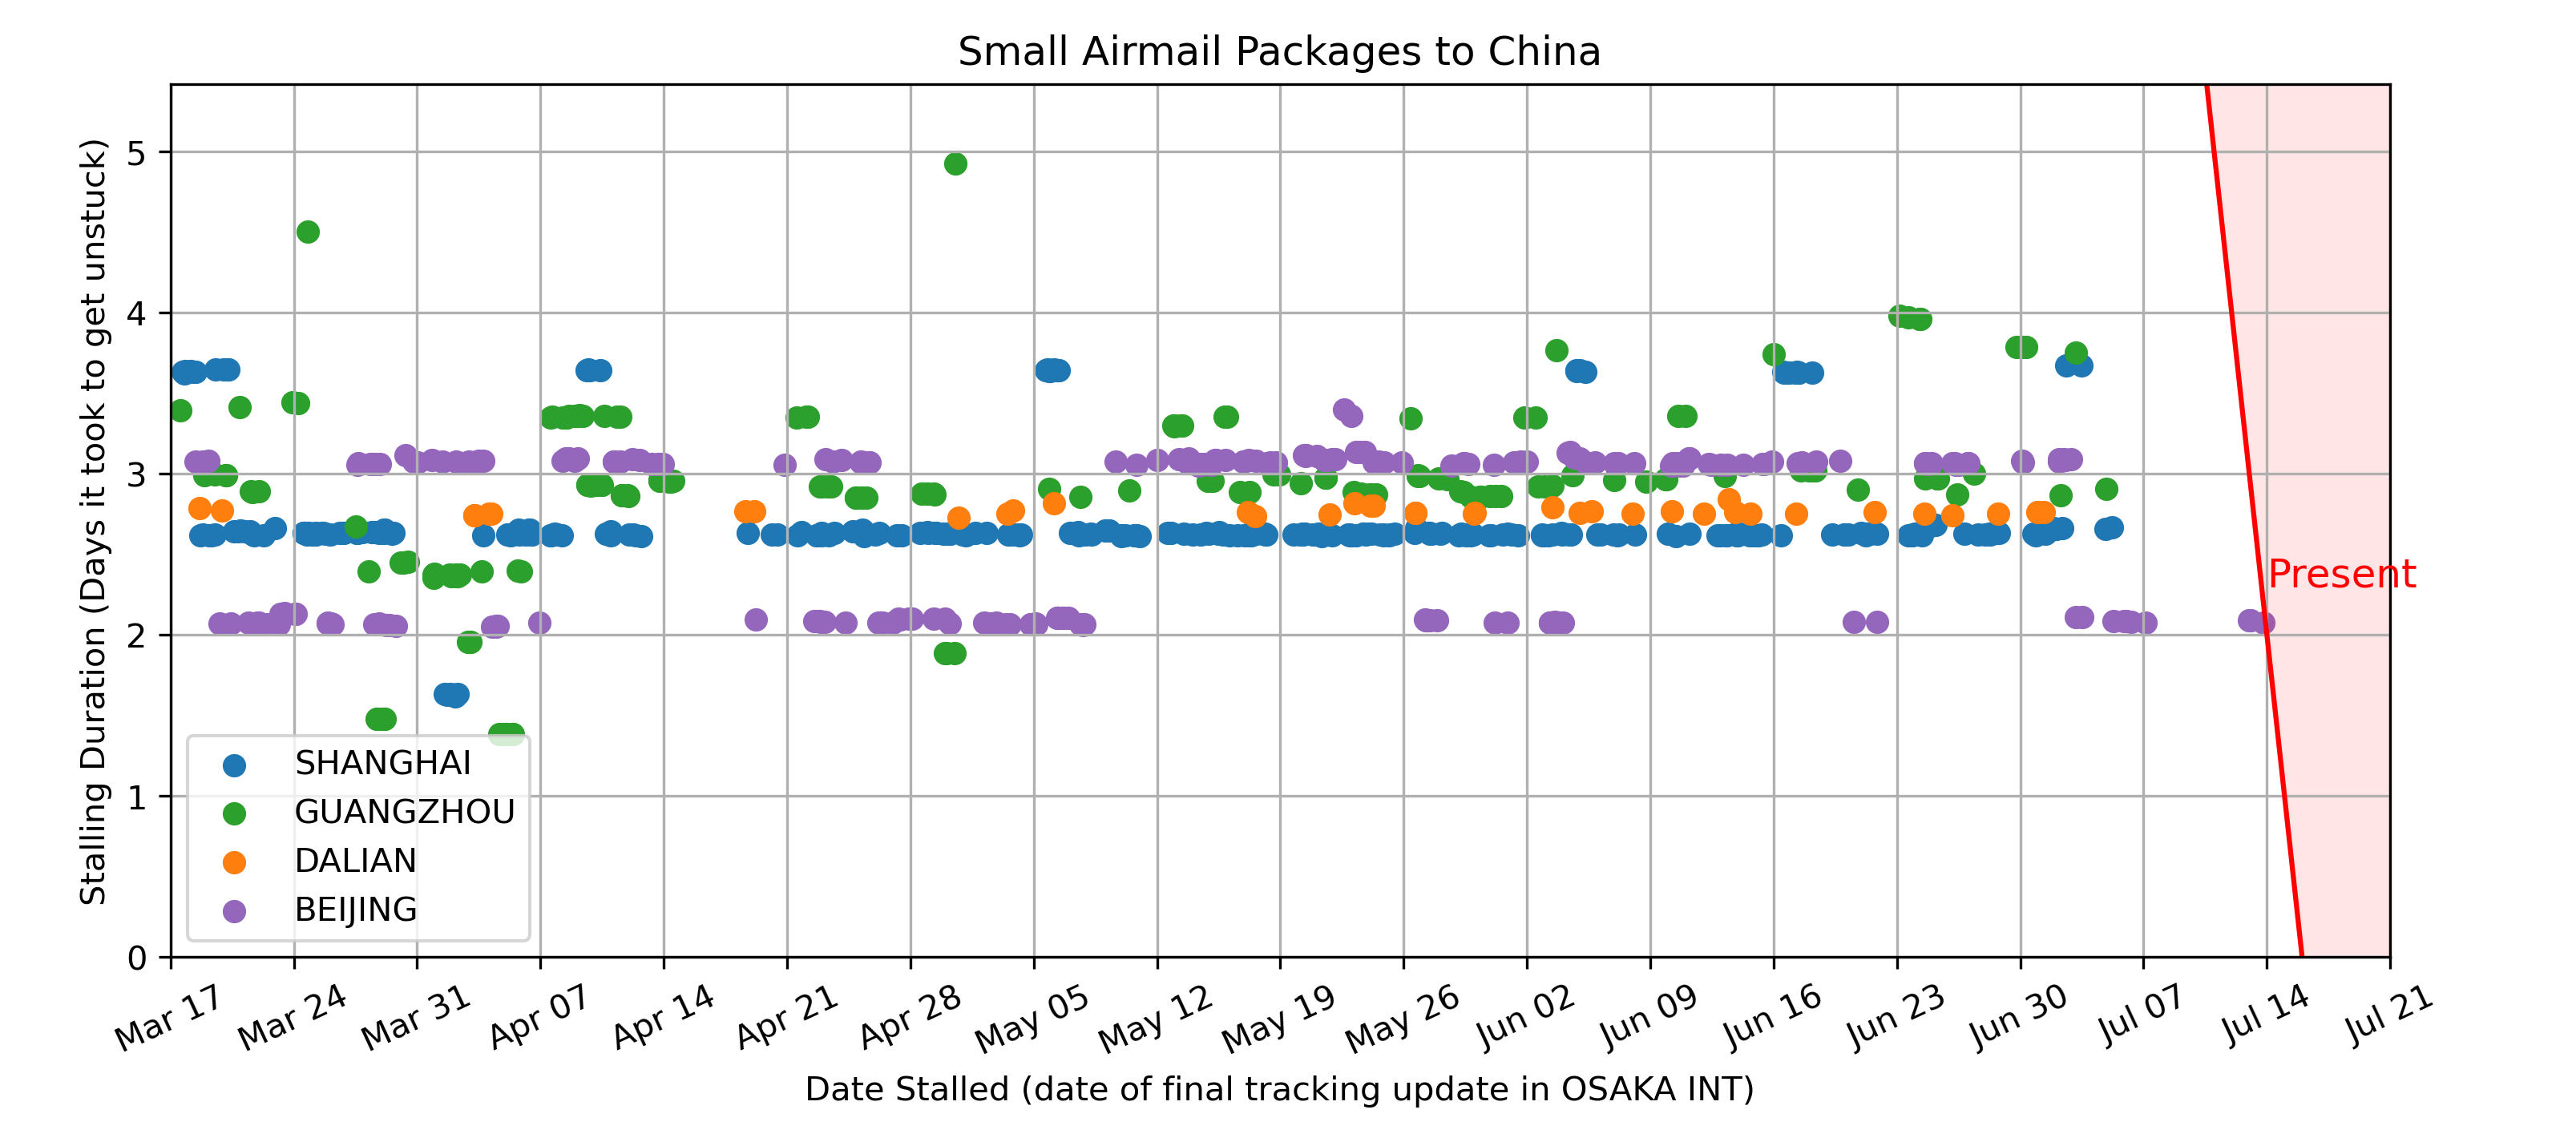 Small Airmail Packages to China
Stalling Duration (Days it took to get unstuck)
5
4
3
2
1
0
Present
SHANGHAI
GUANGZHOU
DALIAN
BEIJING
Mar 17
Mar 24
Mar 31
Apr 07
Apr 14
Apr 21
Apr 28
May 05
May 12
May 19
May 26
Jun 02
Jun 09
Jun 16
Jun 23
Jun 30
Jul 07
Jul 14
Jul 21
Date Stalled (date of final tracking update in OSAKA INT)